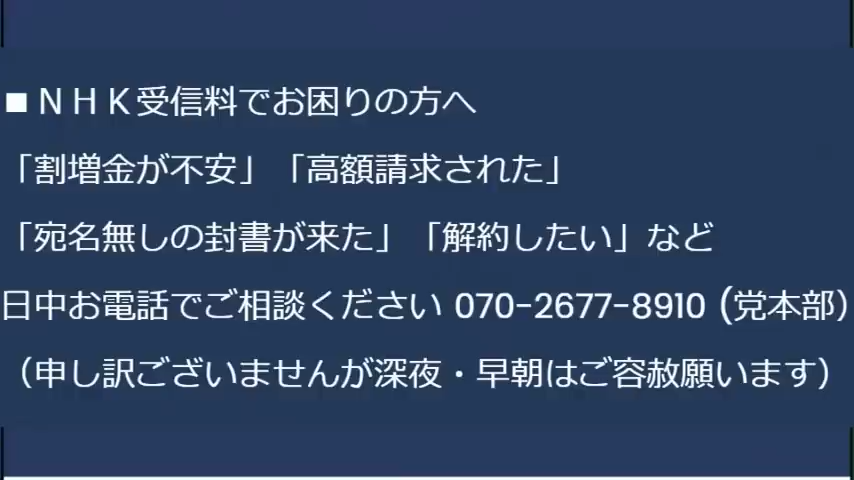 ■ＮＨＫ受信料でお困りの方へ
「割増金が不安」「高額請求された」
「宛名無しの封書が来た」「解約したい」など
日中お電話でご相談ください 070-2677-8910 (党本部)
（申し訳ございませんが深夜・早朝はご容赦願います）